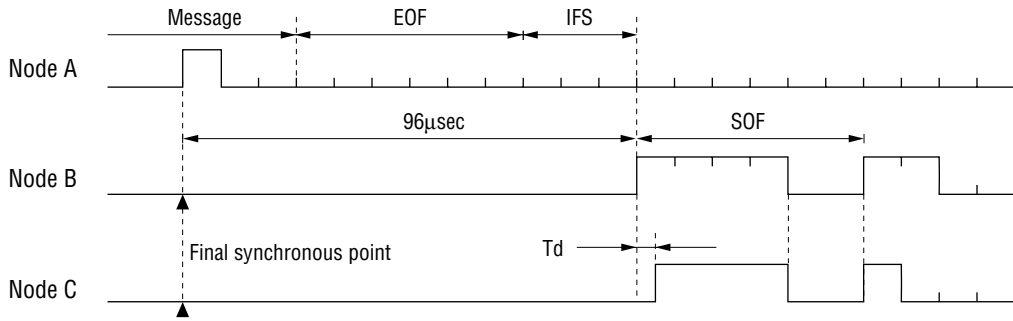 Message EOF IFS
Node A
96μsec SOF
Node B
Final synchronous point
Td
Node C